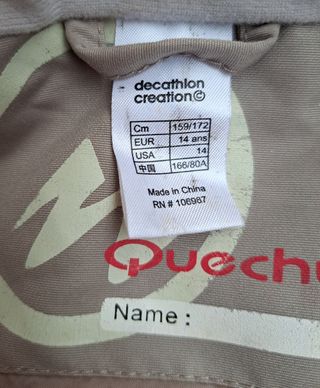 decathlon
creation©
Cm 159/172
EUR 14 ans
USA 14
中国 166/80A
Made in China
RN # 106987
Quechu
Name :